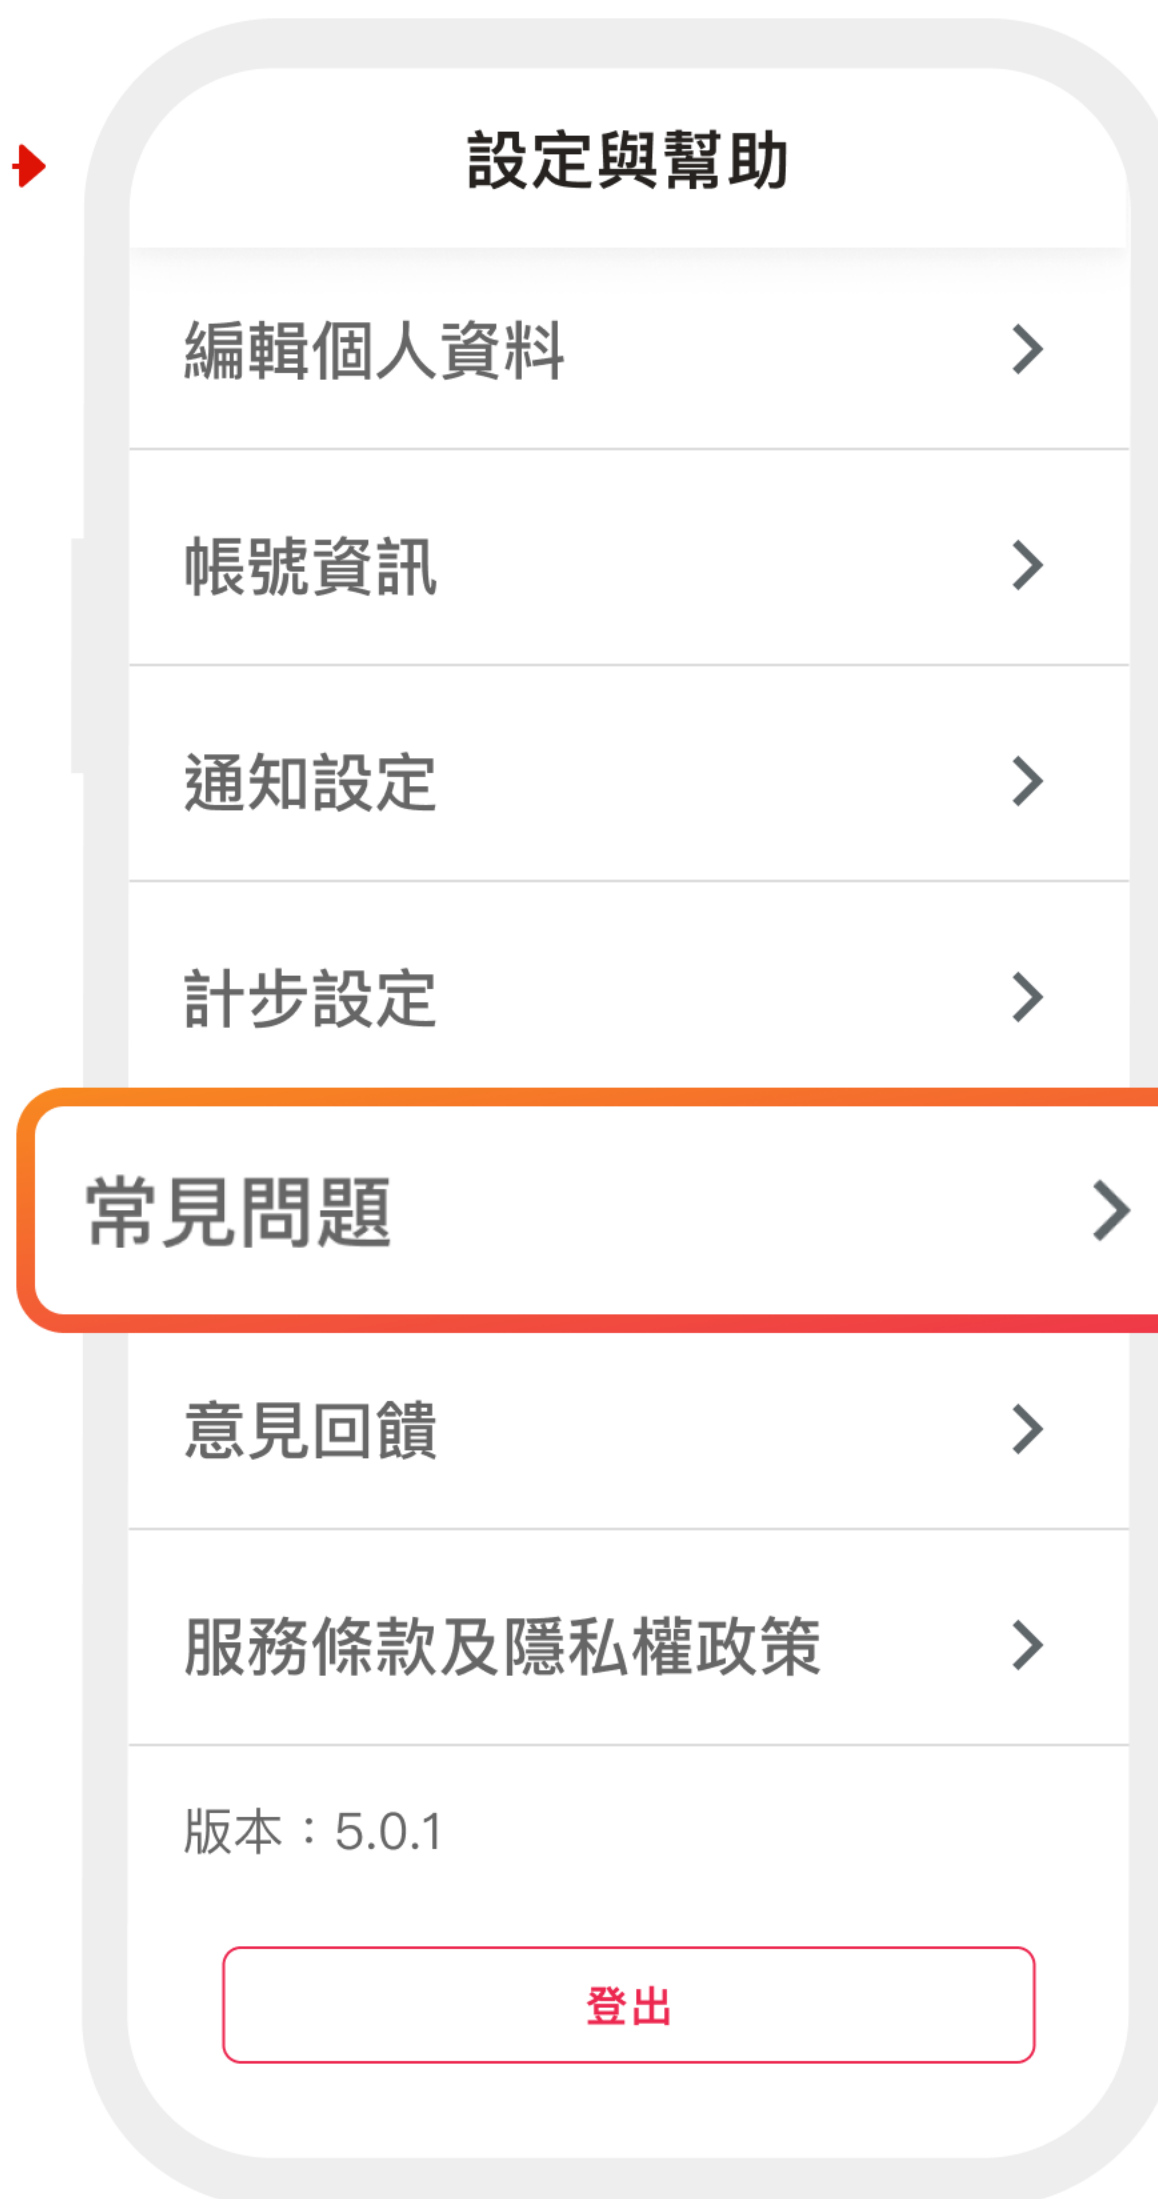 設定與幫助
編輯個人資料
帳號資訊
通知設定
計步設定
常見問題
意見回饋
服務條款及隱私權政策
版本：5.0.1
登出